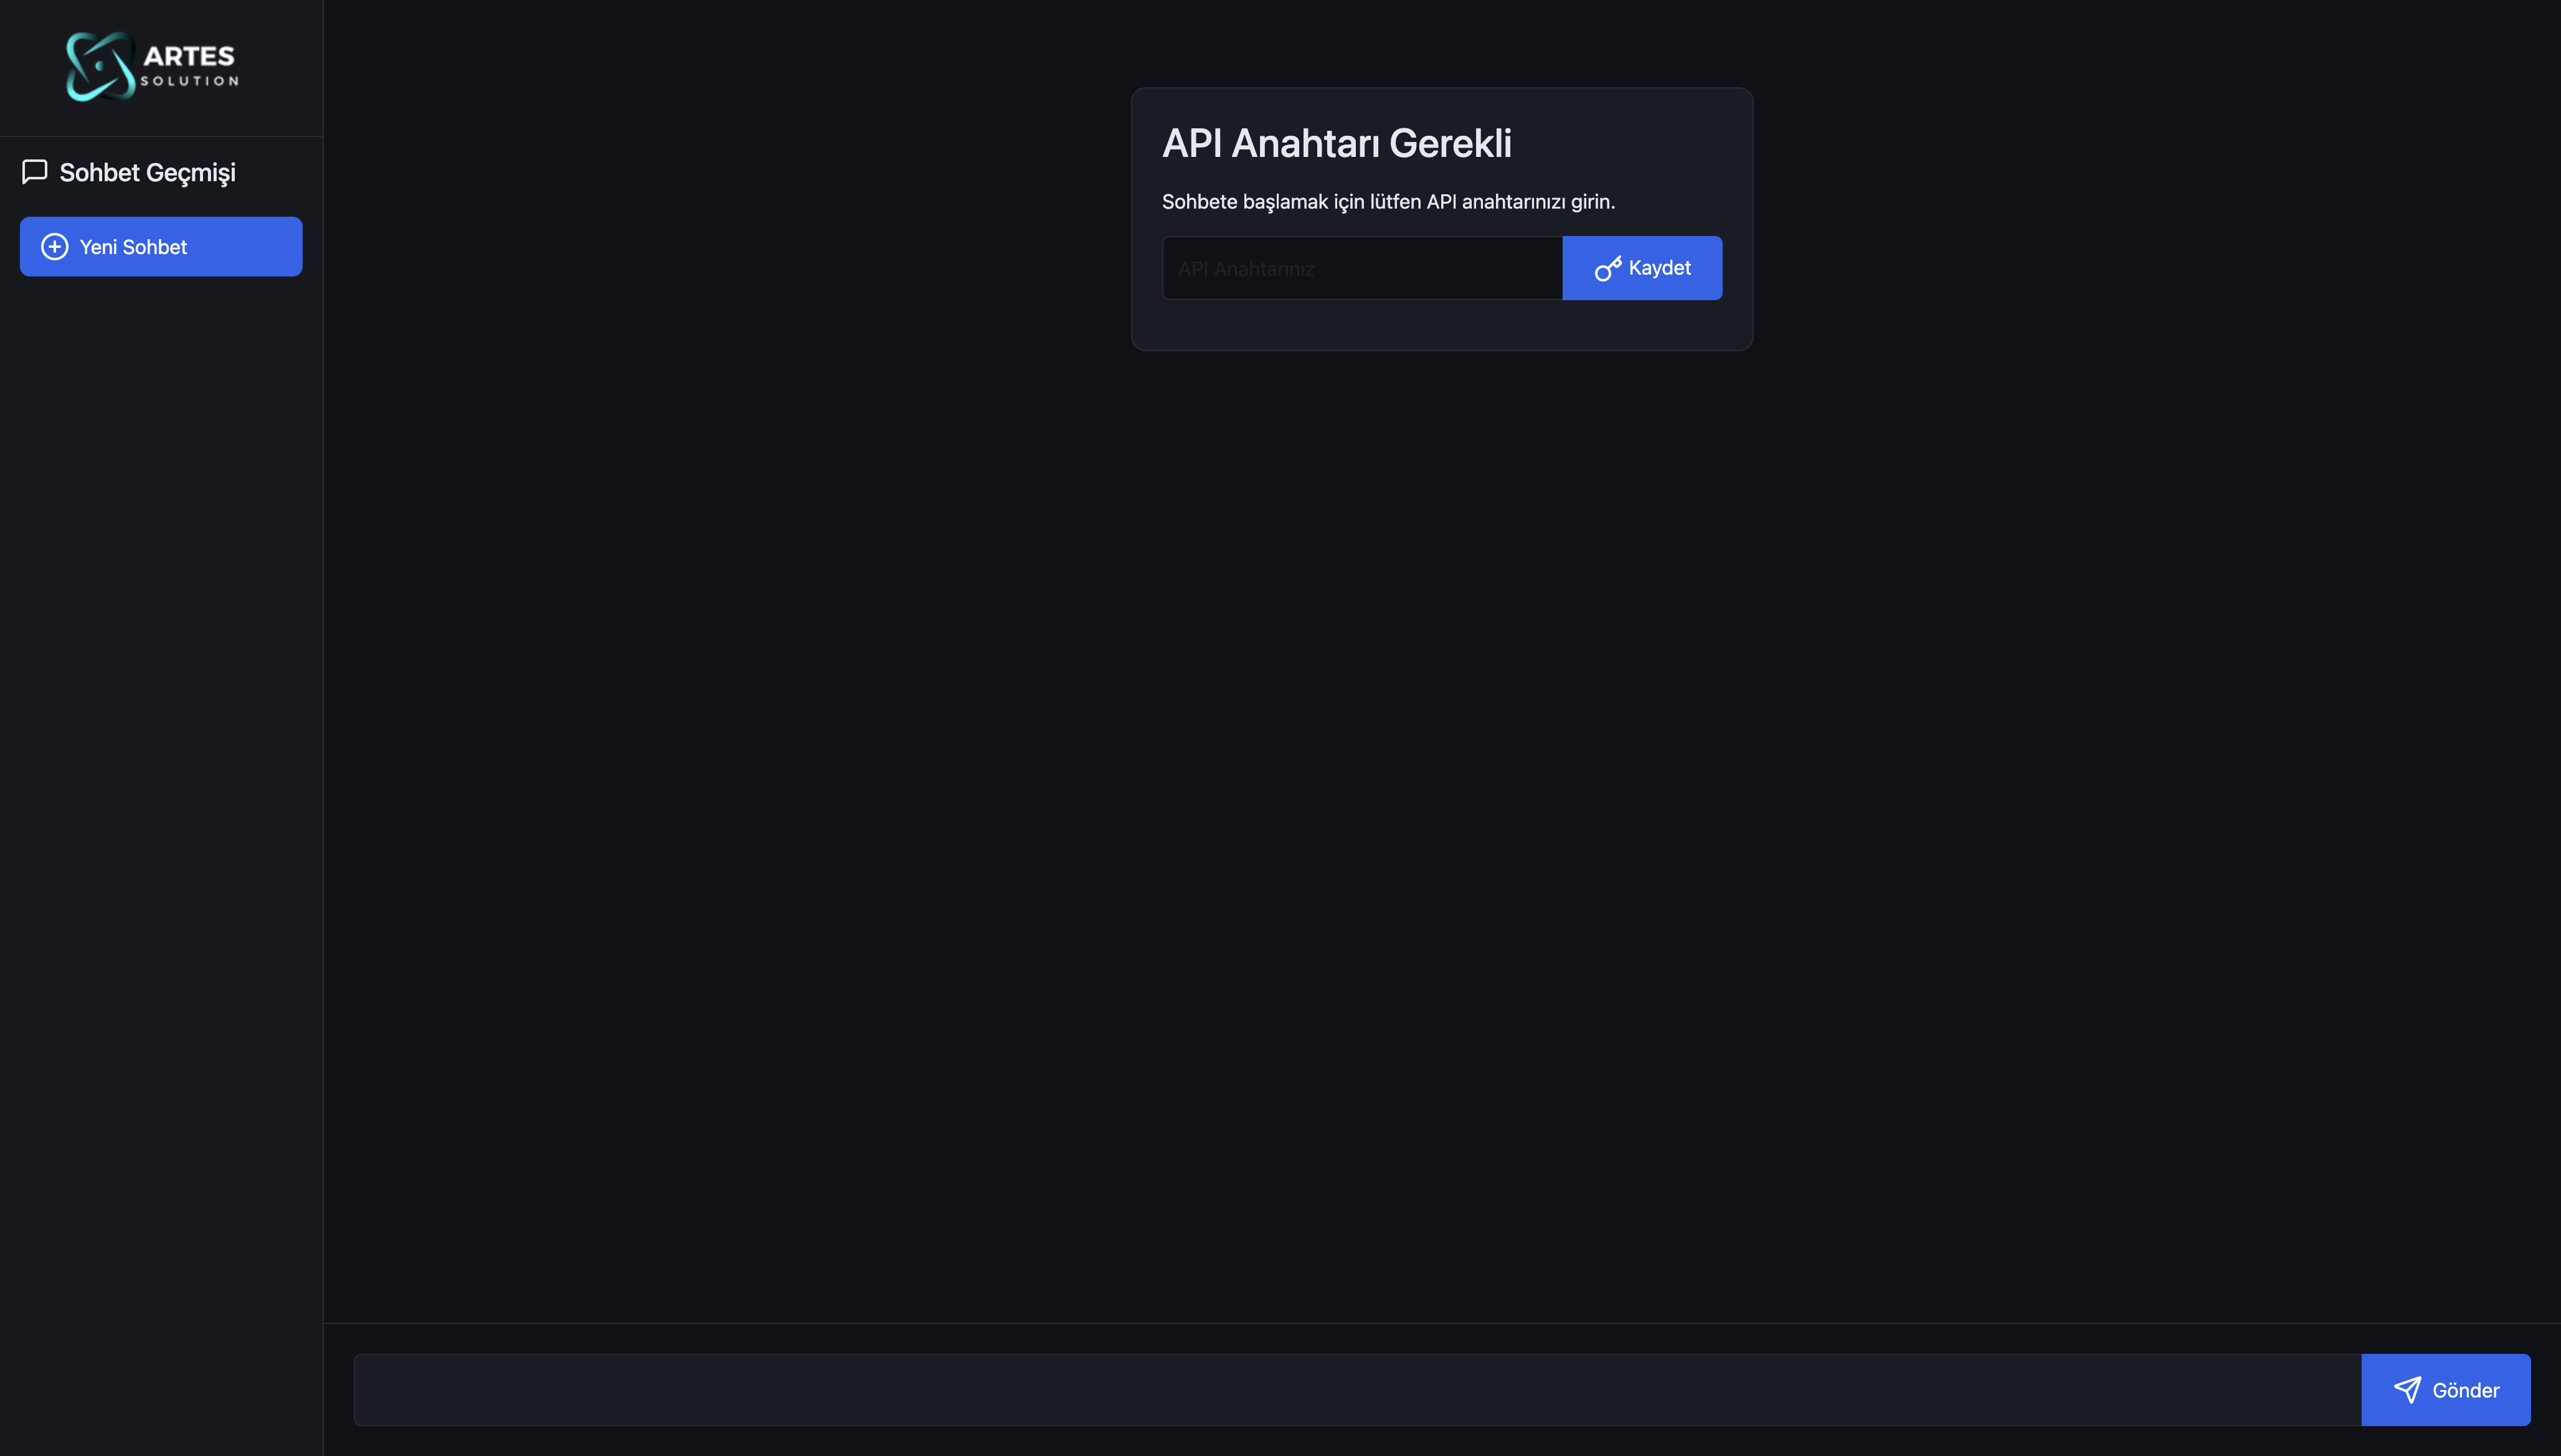 ARTES
SOLUTION
Sohbet Geçmişi
Yeni Sohbet
API Anahtarı Gerekli
Sohbete başlamak için lütfen API anahtarınızı girin.
API Anahtarınız
Kaydet
Gönder